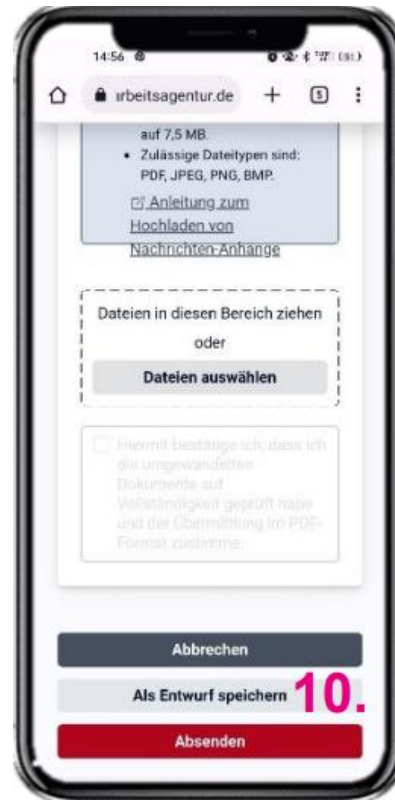 14:56
arbeitsagentur.de
5
auf 7,5 MB.
• Zulässige Dateitypen sind:
PDF, JPEG, PNG, BMP.
Anleitung zum
Hochladen von
Nachrichten-Anhänge
Dateien in diesen Bereich ziehen
oder
Dateien auswählen
Hiermit bestätige ich, dass ich
die umgewandelten
Dokumente auf
Vollständigkeit geprüft habe
und der Übermittlung im PDF-
Format zustimme.
Abbrechen
Als Entwurf speichern
10.
Absenden